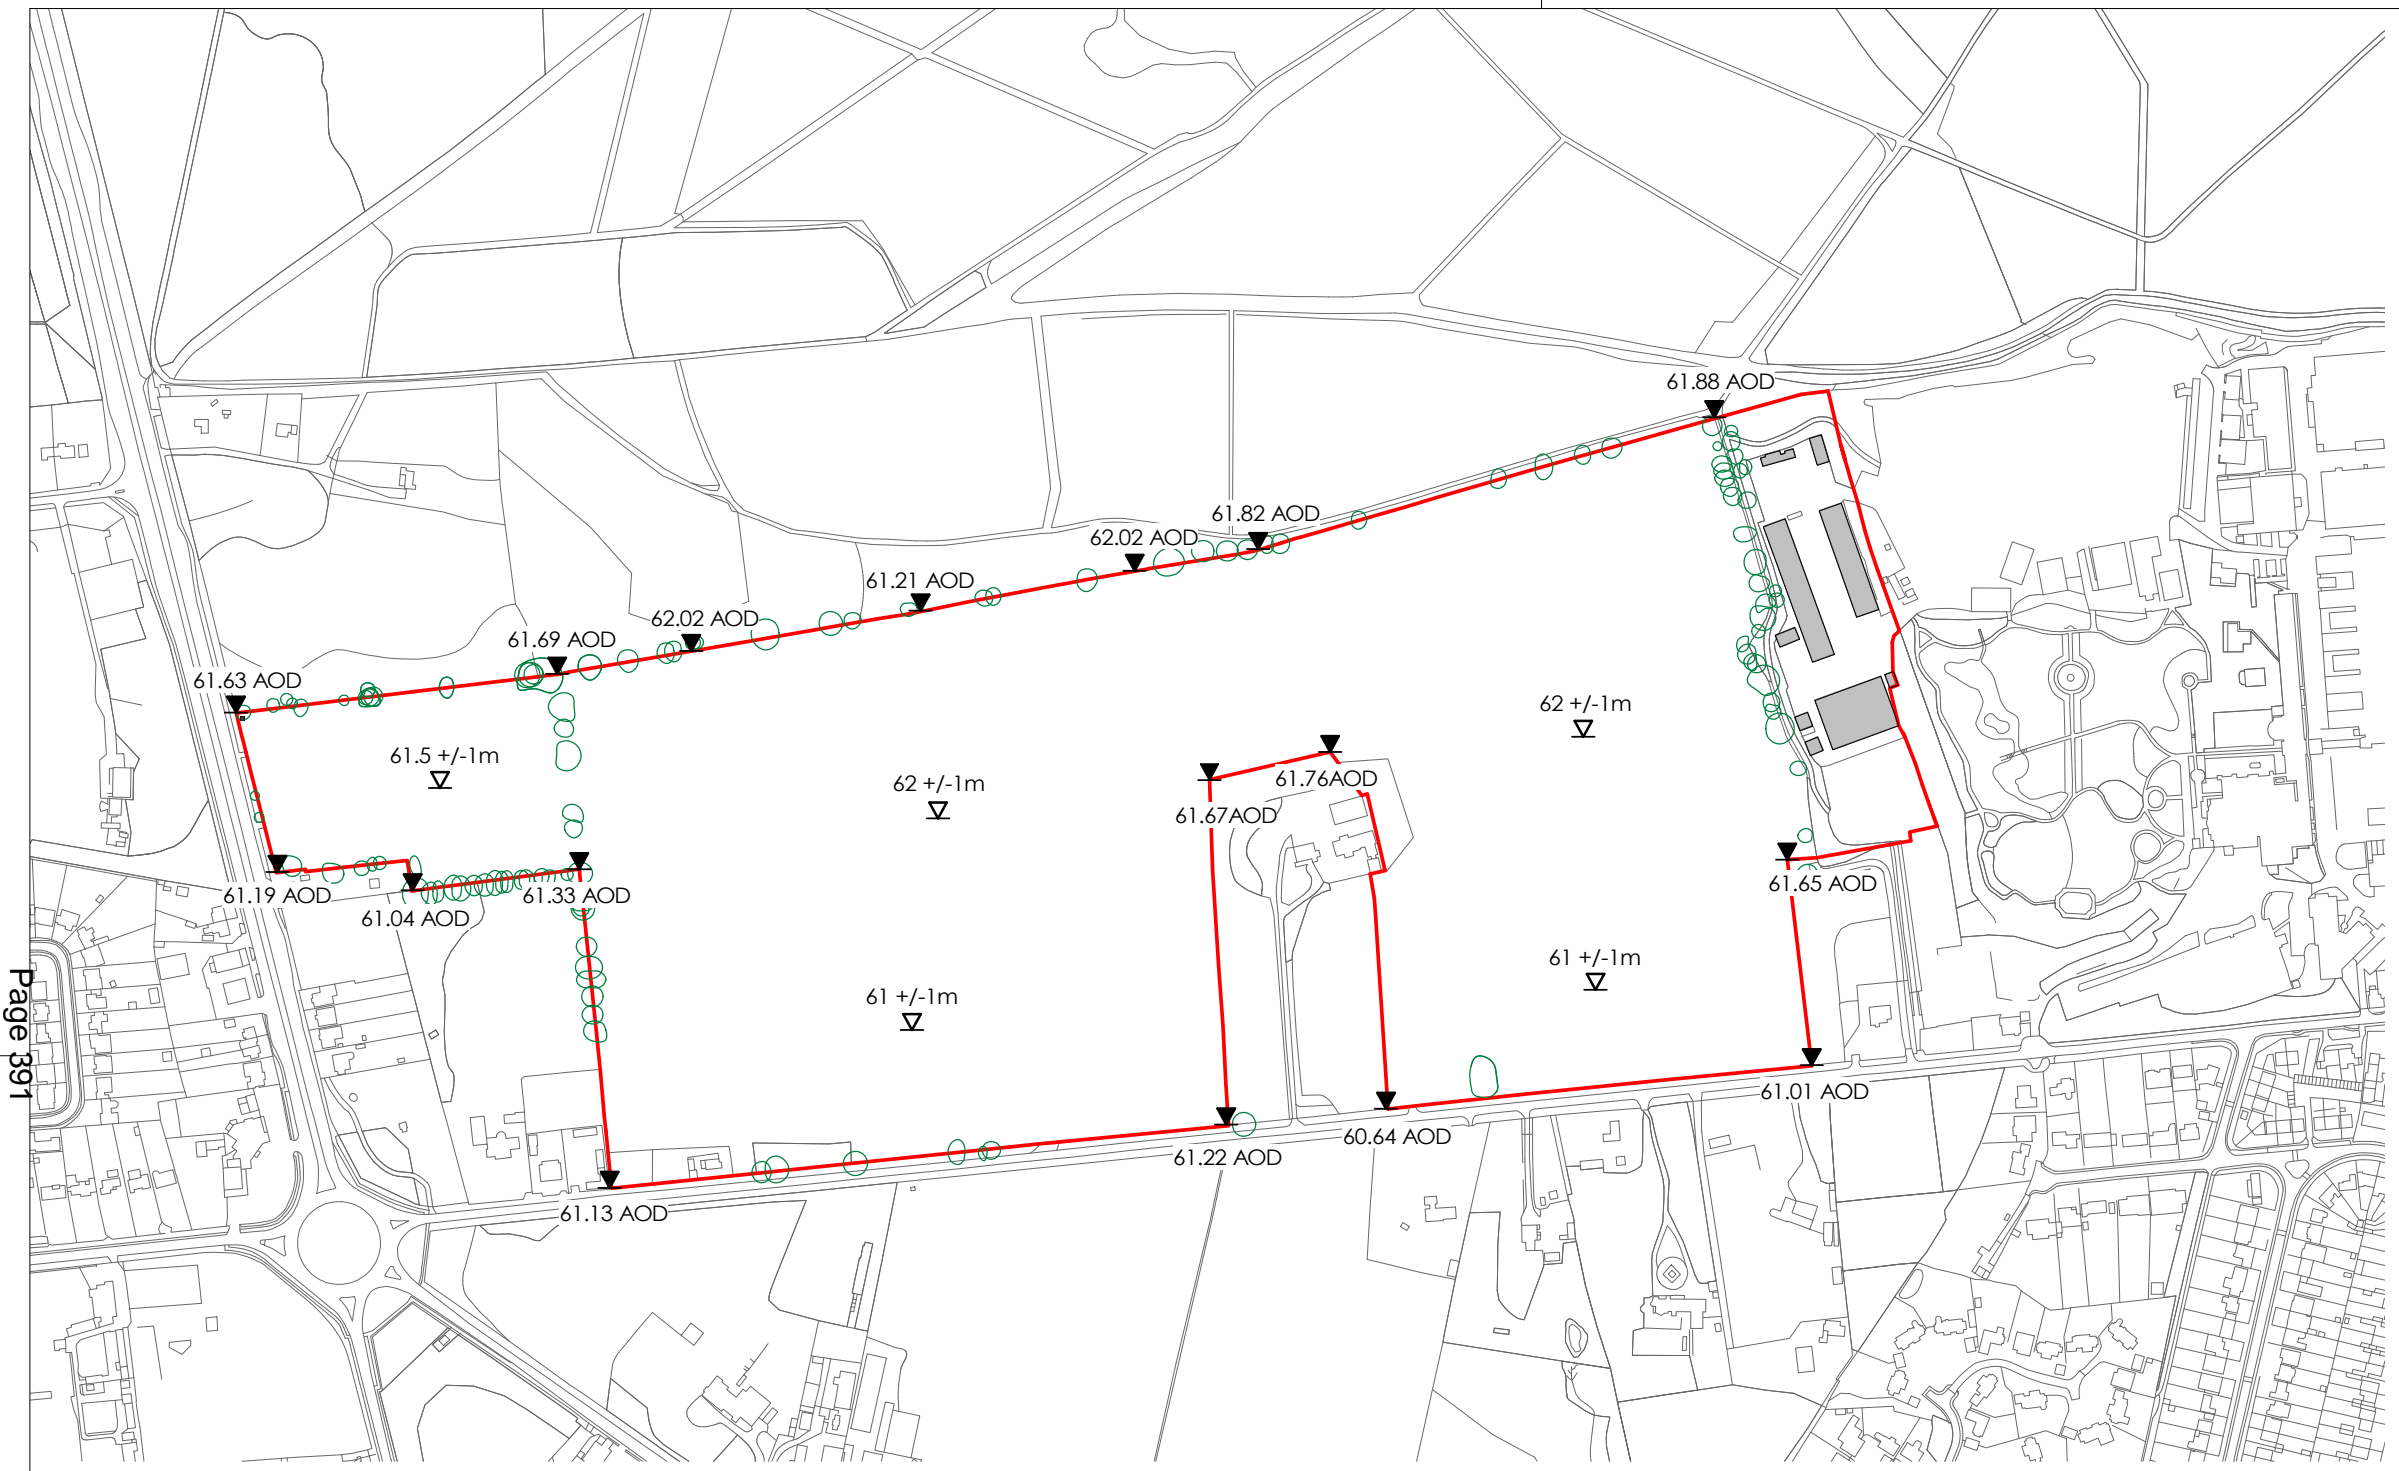 61.88 AOD
61.82 AOD
62.02 AOD
61.21 AOD
62.02 AOD
61.69 AOD
61.63 AOD
62 +/-1m
61.5 +/-1m
61.76AOD
62 +/-1m
61.67AOD
61.65 AOD
61.19 AOD
61.33 AOD
61.04 AOD
61 +/-1m
61 +/-1m
Page 391
61.01 AOD
60.64 AOD
61.22 AOD
61.13 AOD